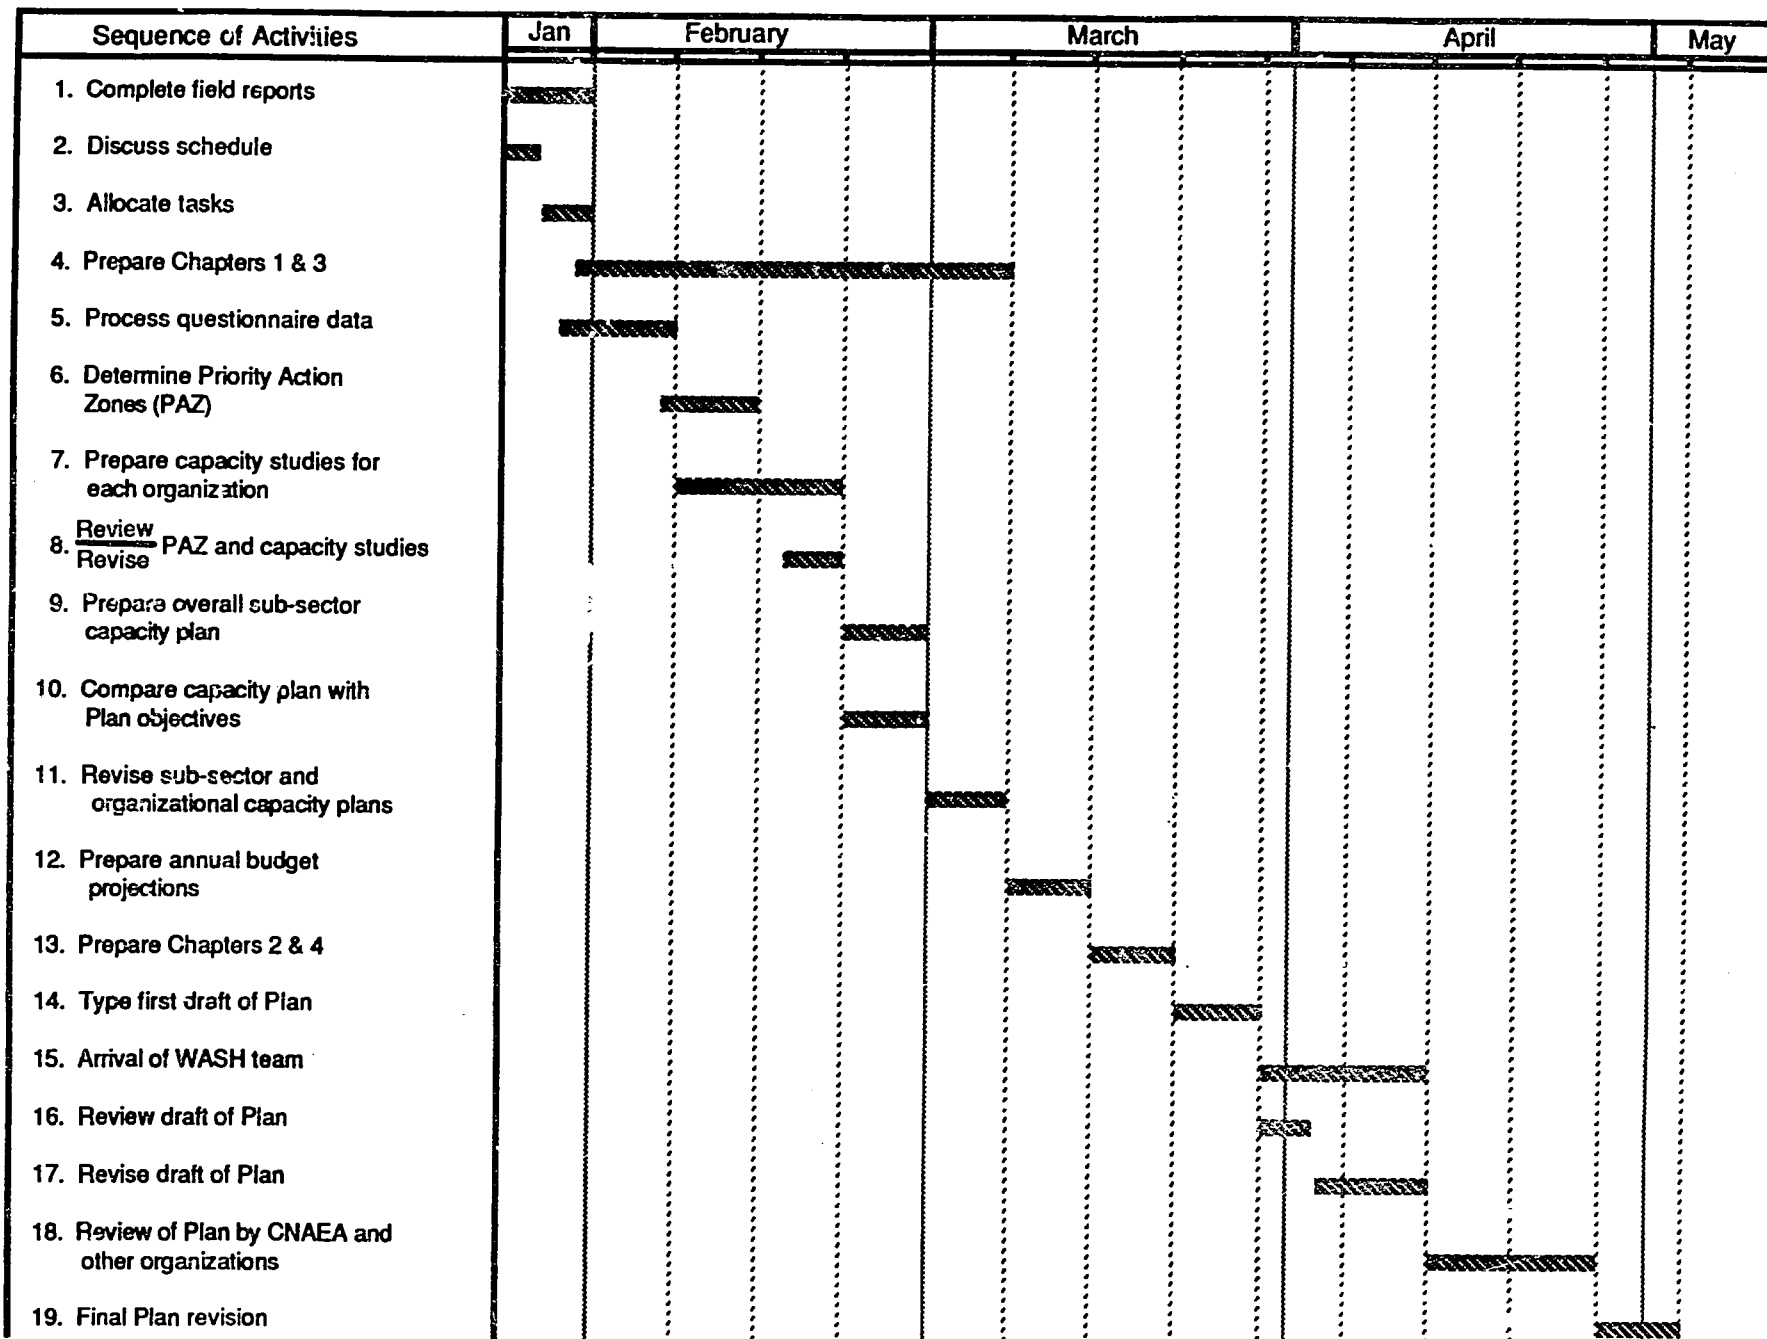 Sequence of Activities Jan February March April May
1. Complete field reports
2. Discuss schedule
3. Allocate tasks
4. Prepare Chapters 1 & 3
5. Process questionnaire data
6. Determine Priority Action
Zones (PAZ)
7. Prepare capacity studies for
each organization
8. Review
Revise PAZ and capacity studies
9. Prepare overall sub-sector
capacity plan
10. Compare capacity plan with
Plan objectives
11. Revise sub-sector and
organizational capacity plans
12. Prepare annual budget
projections
13. Prepare Chapters 2 & 4
14. Type first draft of Plan
15. Arrival of WASH team
16. Review draft of Plan
17. Revise draft of Plan
18. Review of Plan by CNAEA and
other organizations
19. Final Plan revision